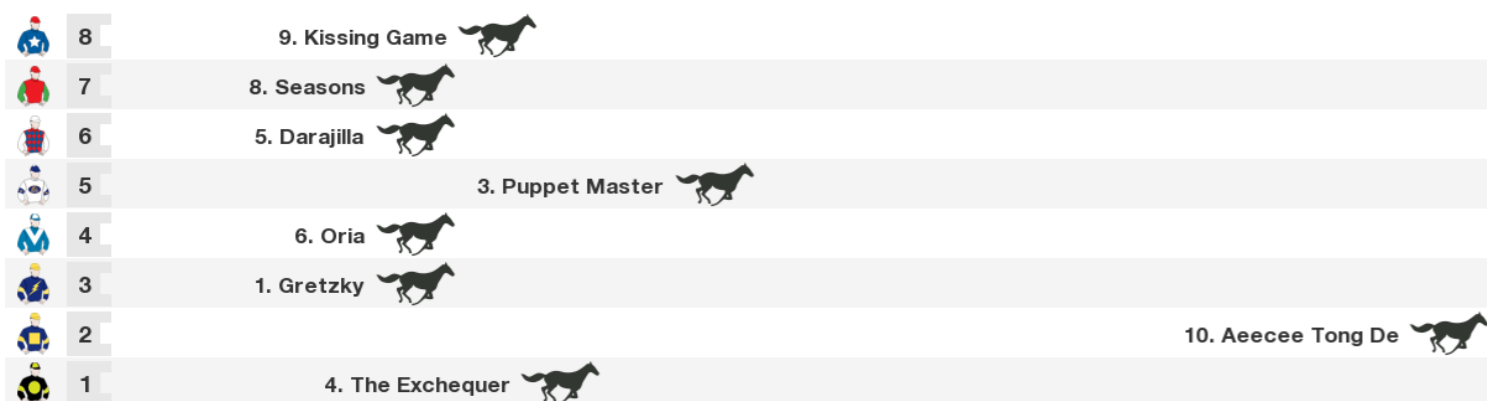 8 9. Kissing Game
7 8. Seasons
6 5. Darajilla
5 3. Puppet Master
4 6. Oria
3 1. Gretzky
2 10. Aeecee Tong De
1 4. The Exchequer